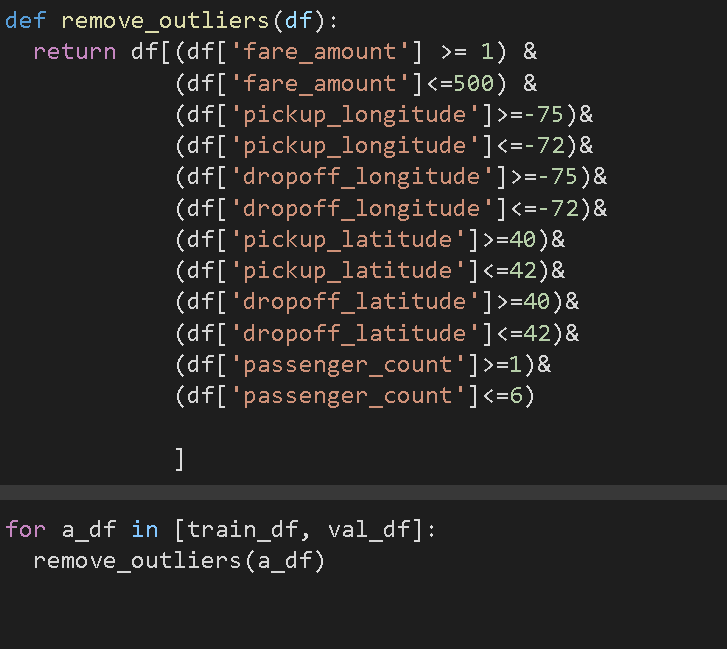 def remove_outliers(df):
  return df[(df['fare_amount'] >= 1) &
            (df['fare_amount']<=500) &
            (df['pickup_longitude']>=-75)&
            (df['pickup_longitude']<=-72)&
            (df['dropoff_longitude']>=-75)&
            (df['dropoff_longitude']<=-72)&
            (df['pickup_latitude']>=40)&
            (df['pickup_latitude']<=42)&
            (df['dropoff_latitude']>=40)&
            (df['dropoff_latitude']<=42)&
            (df['passenger_count']>=1)&
            (df['passenger_count']<=6)
            ]
for a_df in [train_df, val_df]:
  remove_outliers(a_df)